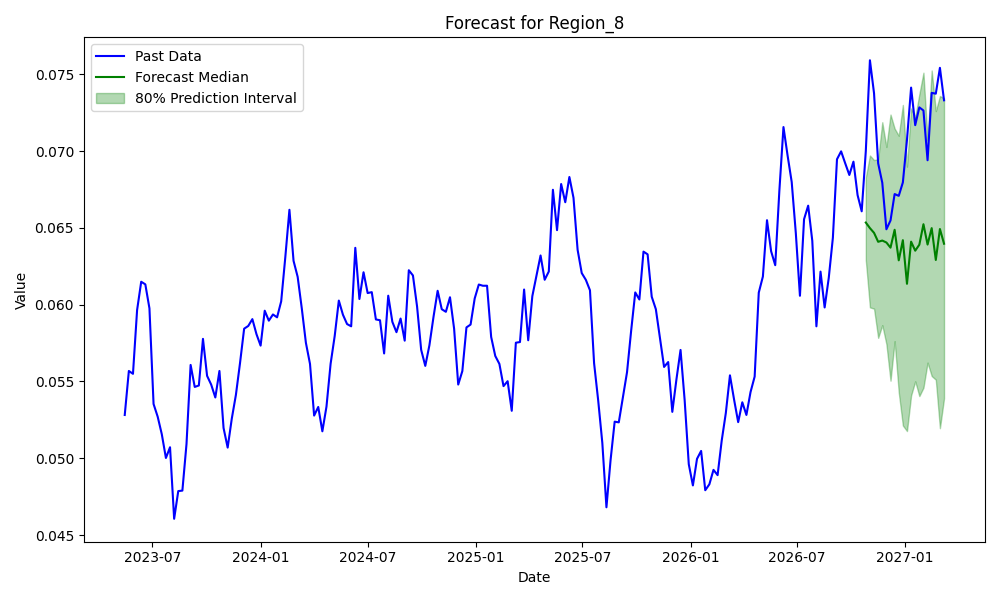 Forecast for Region_8
Past Data
Forecast Median
80% Prediction Interval
Value
0.075
0.070
0.065
0.060
0.055
0.050
0.045
2023-07
2024-01
2024-07
2025-01
2025-07
2026-01
2026-07
2027-01
Date